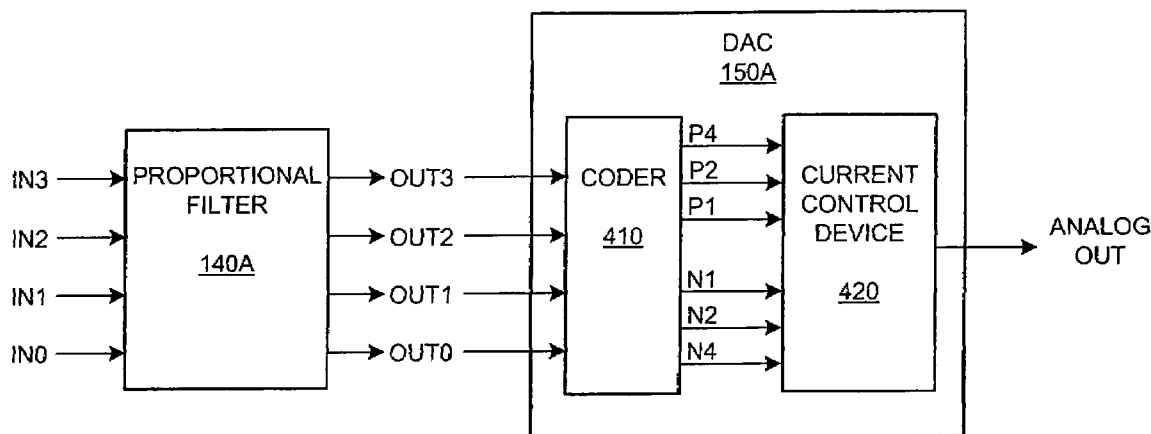 DAC
150A
PROPORTIONAL
FILTER
140A
IN3
IN2
IN1
IN0
OUT3
OUT2
OUT1
OUT0
CODER
410
P4
P2
P1
N1
N2
N4
CURRENT
CONTROL
DEVICE
420
ANALOG
OUT